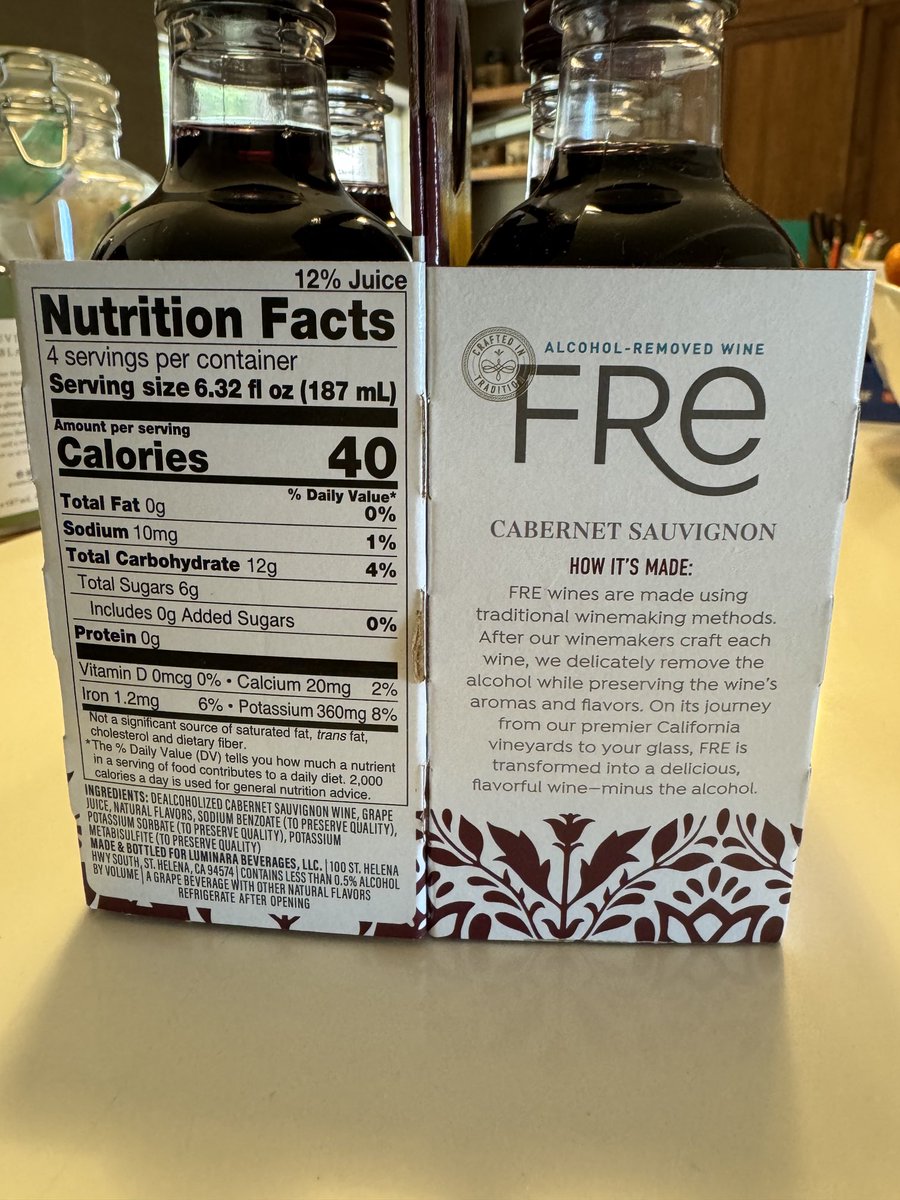 12% Juice
Nutrition Facts
4 servings per container
Serving size 6.32 fl oz (187 mL)
Amount per serving
Calories 40
% Daily Value*
Total Fat 0g 0%
Sodium 10mg 1%
Total Carbohydrate 12g 4%
Total Sugars 6g
Includes 0g Added Sugars 0%
Protein 0g
Vitamin D 0mcg 0% • Calcium 20mg 2%
Iron 1.2mg 6% • Potassium 360mg 8%
Not a significant source of saturated fat, trans fat,
cholesterol and dietary fiber.
*The % Daily Value (DV) tells you how much a nutrient
in a serving of food contributes to a daily diet. 2,000
calories a day is used for general nutrition advice.
INGREDIENTS: DEALCOHOLIZED CABERNET SAUVIGNON WINE, GRAPE
JUICE, NATURAL FLAVORS, SODIUM BENZOATE (TO PRESERVE QUALITY),
POTASSIUM SORBATE (TO PRESERVE QUALITY), POTASSIUM
METABISULFITE (TO PRESERVE QUALITY)
MADE & BOTTLED FOR LUMINARA BEVERAGES, LLC. | 100 ST. HELENA
HWY SOUTH, ST. HELENA, CA 94574 | CONTAINS LESS THAN 0.5% ALCOHOL
BY VOLUME | A GRAPE BEVERAGE WITH OTHER NATURAL FLAVORS
REFRIGERATE AFTER OPENING
CRAFTED IN
TRADITION
ALCOHOL-REMOVED WINE
FRe
CABERNET SAUVIGNON
HOW IT'S MADE:
FRE wines are made using
traditional winemaking methods.
After our winemakers craft each
wine, we delicately remove the
alcohol while preserving the wine's
aromas and flavors. On its journey
from our premier California
vineyards to your glass, FRE is
transformed into a delicious,
flavorful wine—minus the alcohol.